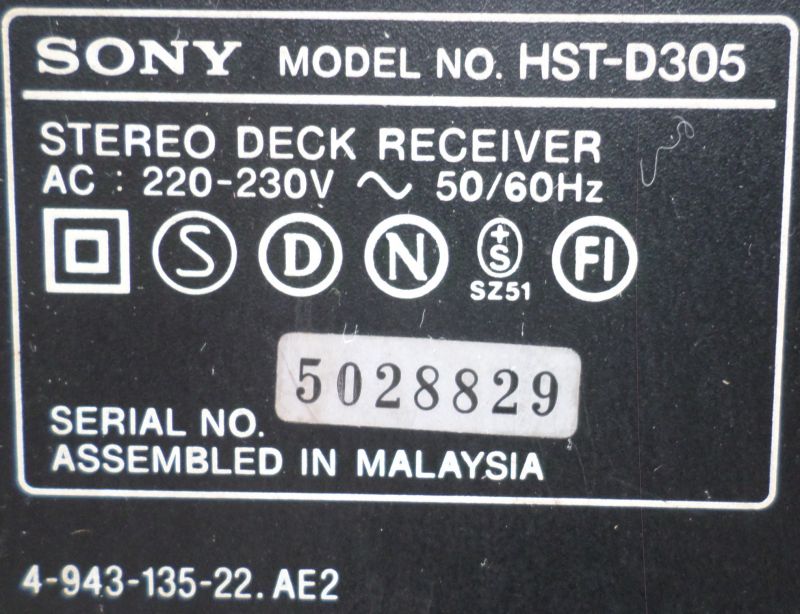 SONY MODEL NO. HST-D305
STEREO DECK RECEIVER
AC : 220-230V ～ 50/60Hz
S D N +S FI
SZ51
5028829
SERIAL NO.
ASSEMBLED IN MALAYSIA
4-943-135-22. AE2